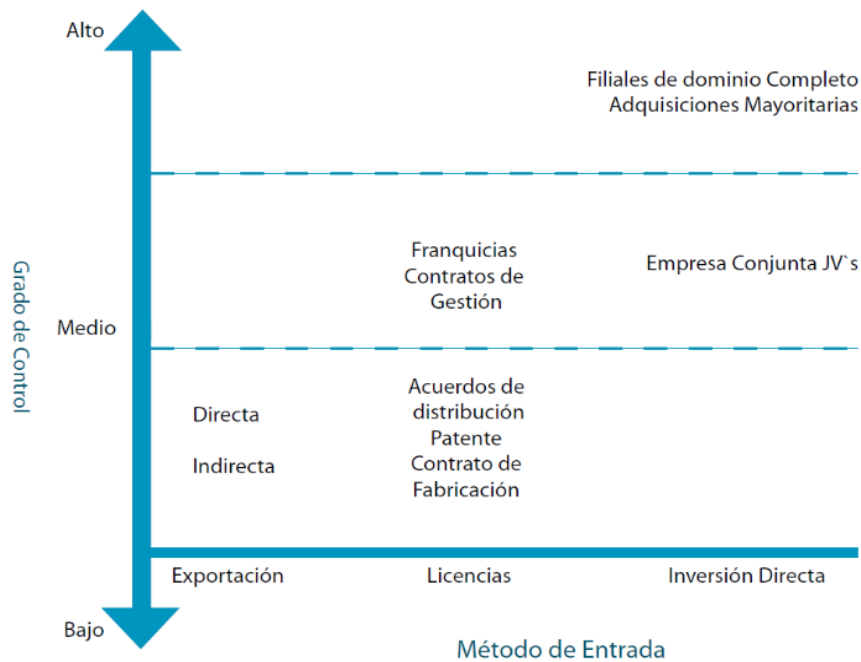 Alto
Filiales de dominio Completo
Adquisiciones Mayoritarias
Grado de Control
Franquicias
Contratos de
Gestión
Empresa Conjunta JV`s
Medio
Directa
Indirecta
Acuerdos de
distribución
Patente
Contrato de
Fabricación
Exportación
Licencias
Inversión Directa
Bajo
Método de Entrada